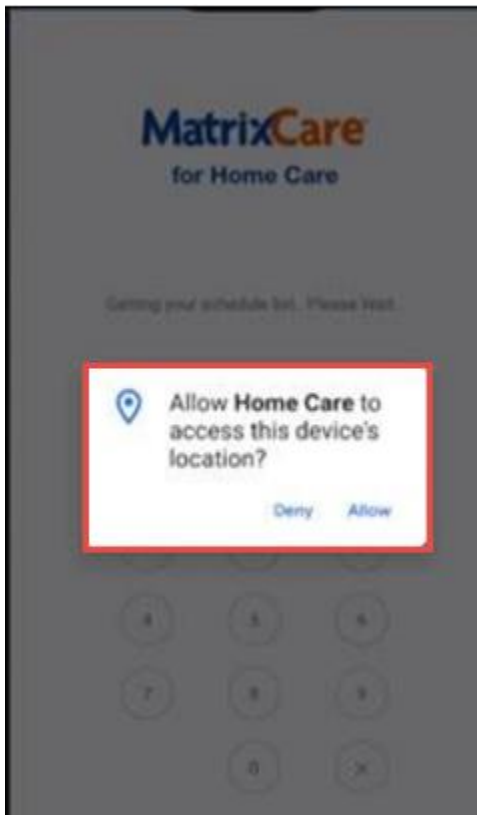 MatrixCare
for Home Care
Getting your schedule list. Please Wait.
Allow Home Care to
access this device's
location?
Deny Allow
4 5 6
7 8 9
0 ×